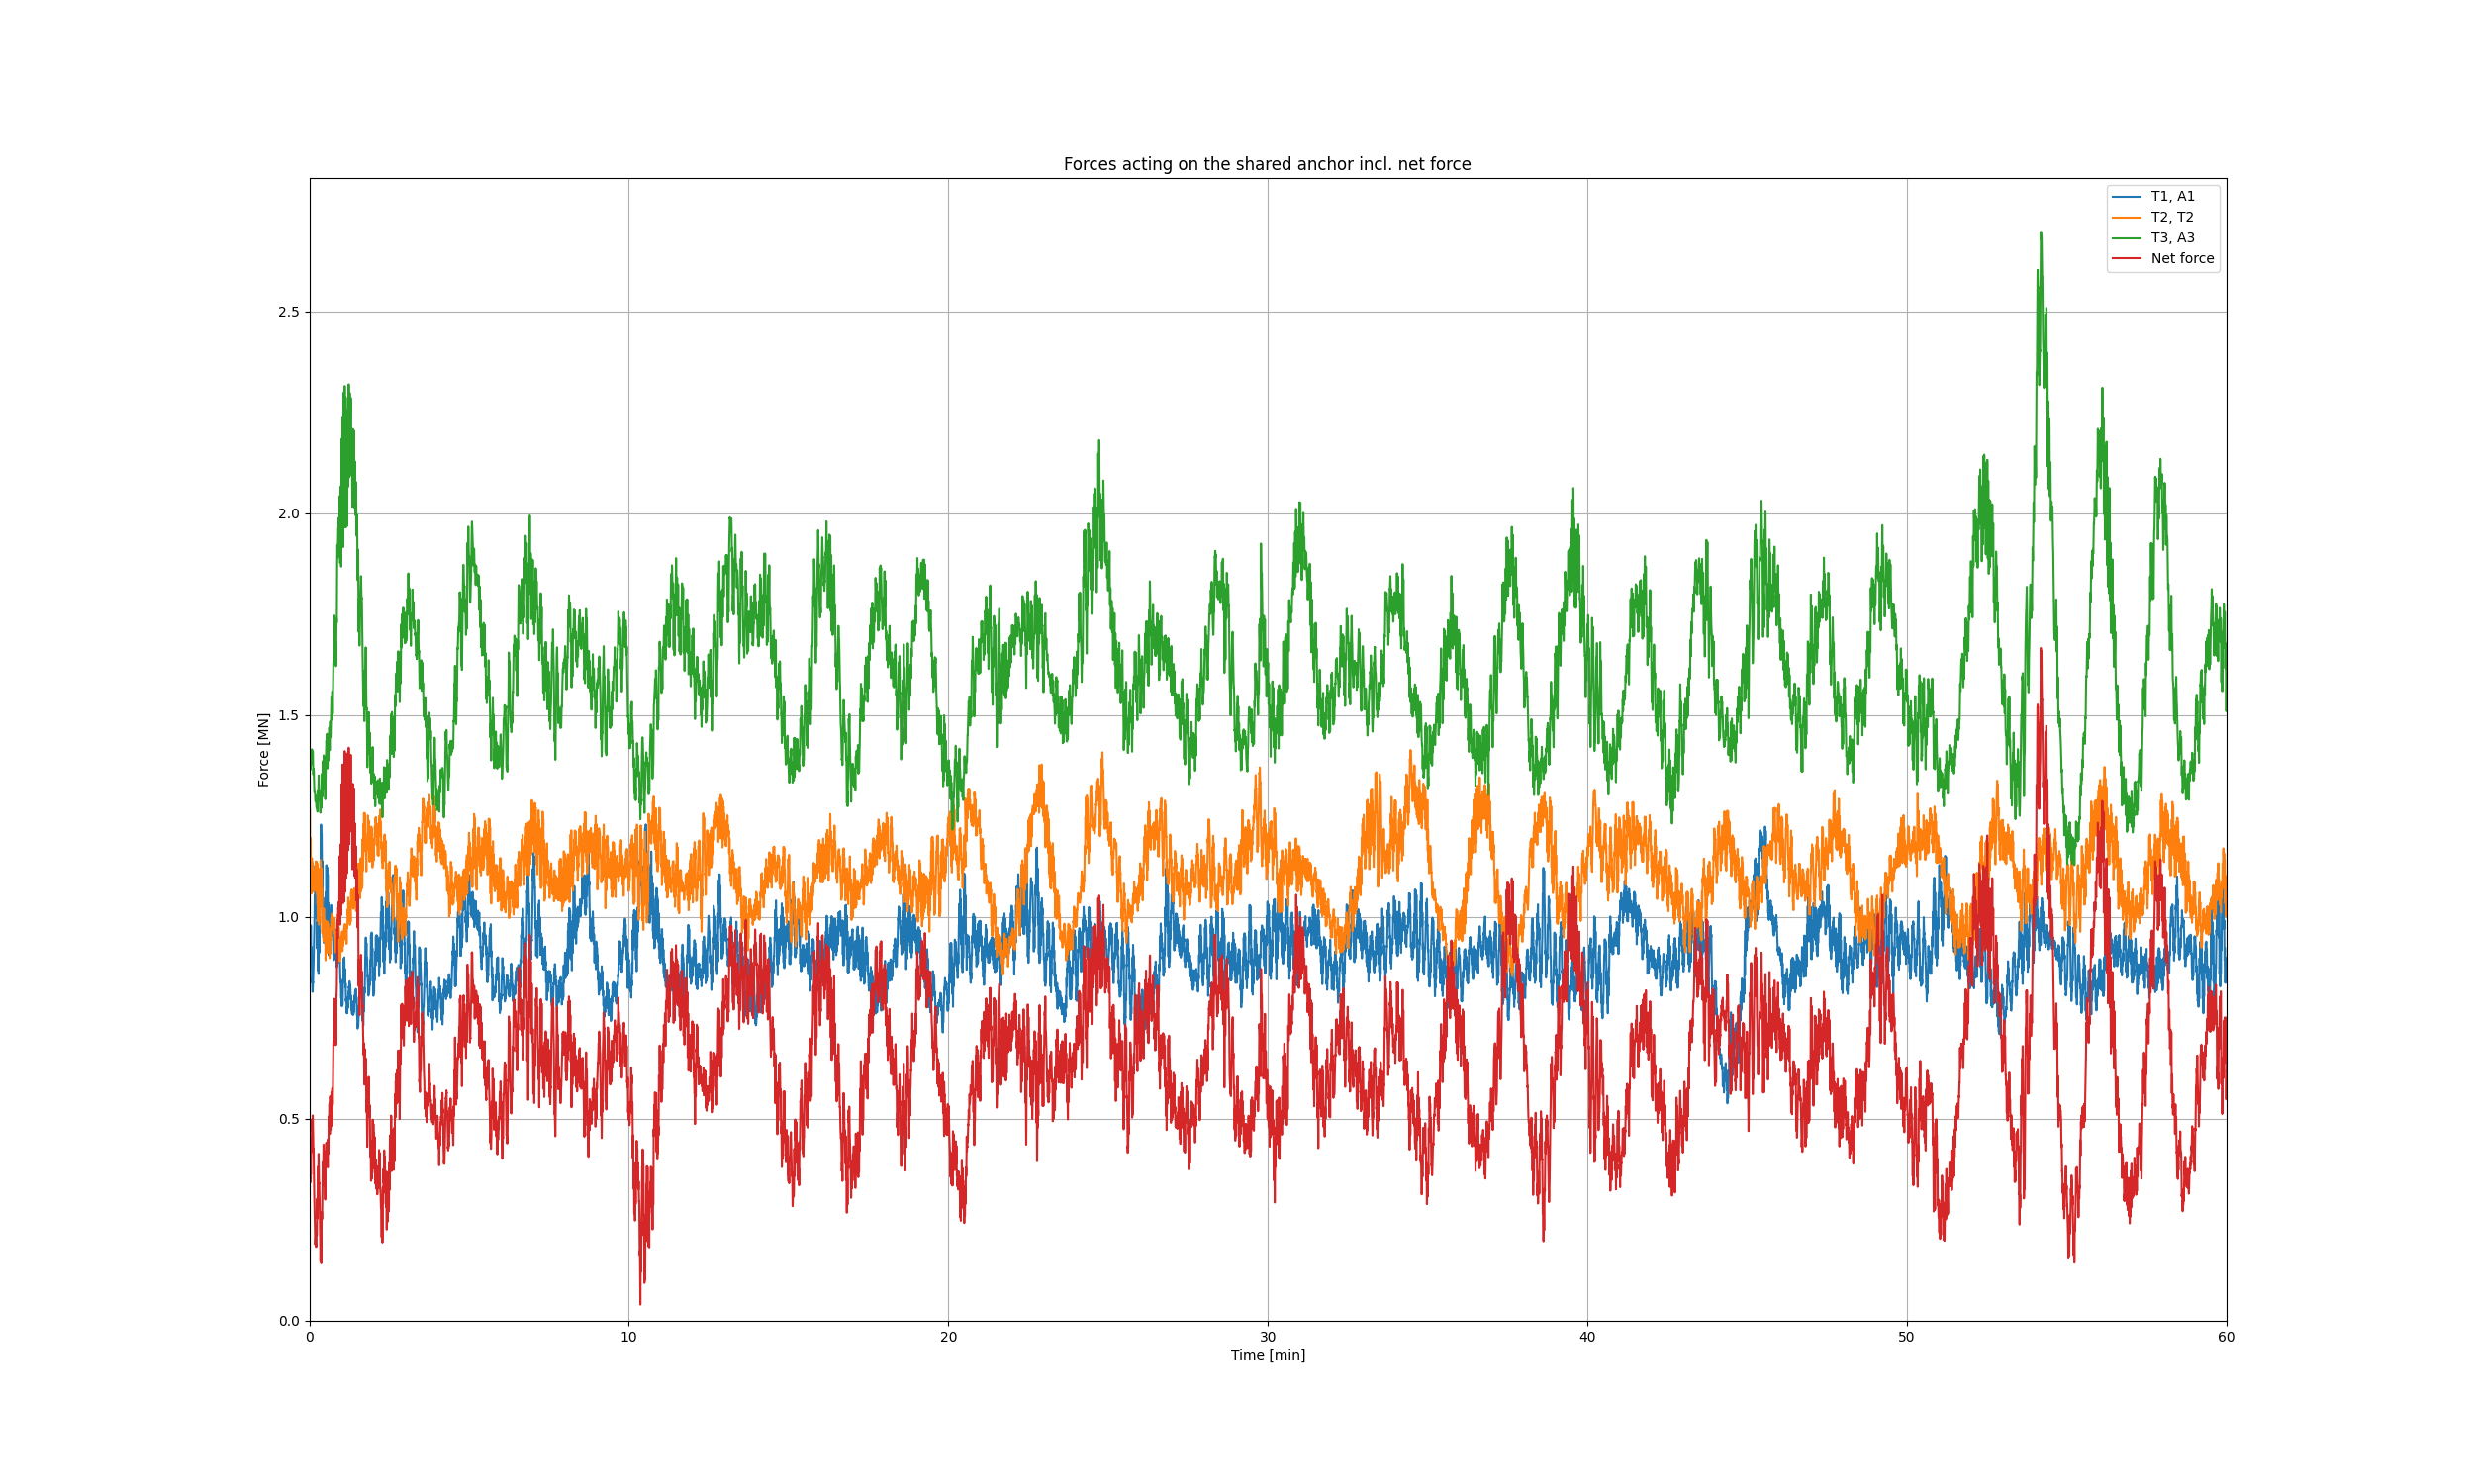 Forces acting on the shared anchor incl. net force
T1, A1
T2, T2
T3, A3
Net force
2.5
2.0
1.5
1.0
0.5
0.0
Force [MN]
0 10 20 30 40 50 60
Time [min]